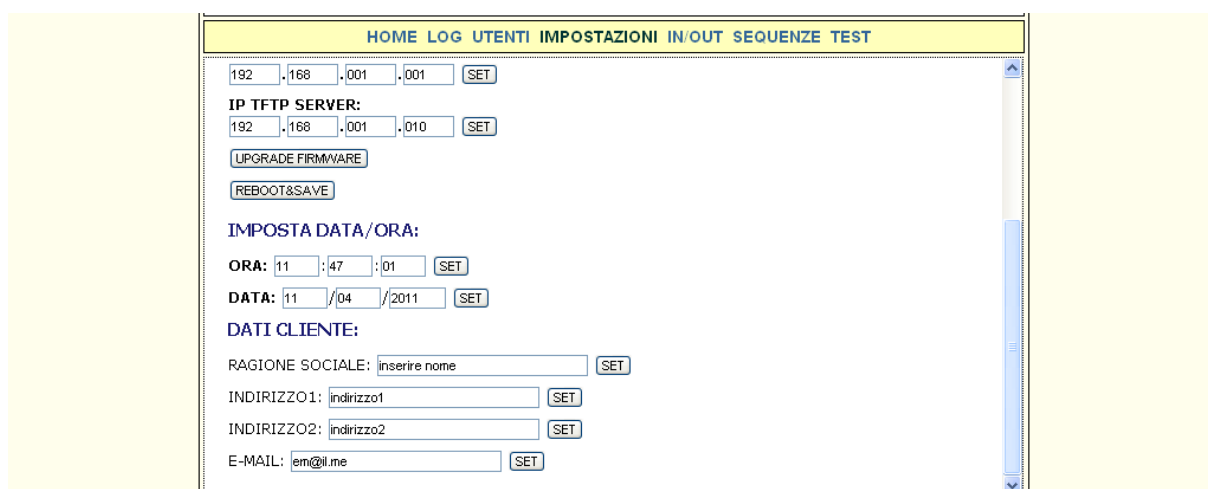 HOME LOG UTENTI IMPOSTAZIONI IN/OUT SEQUENZE TEST
192 .168 .001 .001 SET
IP TFTP SERVER:
192 .168 .001 .010 SET
UPGRADE FIRMWARE
REBOOT&SAVE
IMPOSTA DATA/ORA:
ORA: 11 :47 :01 SET
DATA: 11 /04 /2011 SET
DATI CLIENTE:
RAGIONE SOCIALE: inserire nome SET
INDIRIZZO1: indirizzo1 SET
INDIRIZZO2: indirizzo2 SET
E-MAIL: em@il.me SET